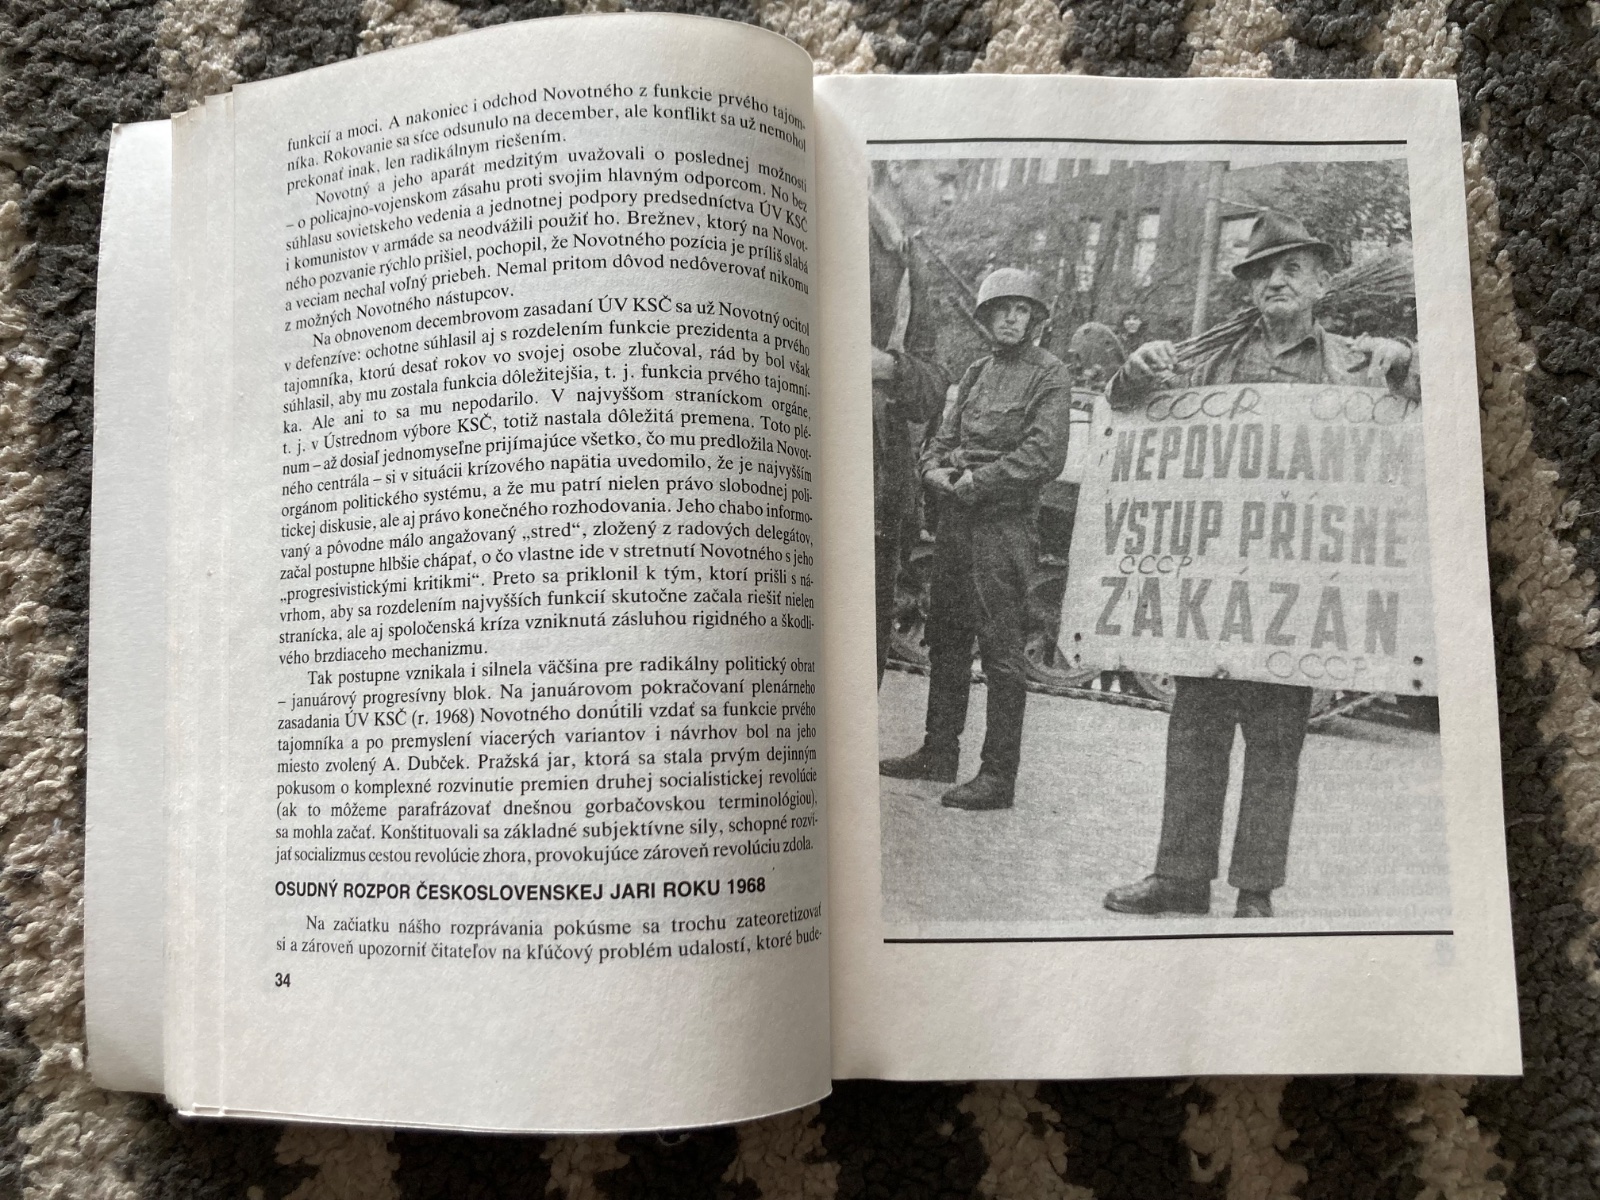 funkcií a moci. A nakoniec i odchod Novotného z funkcie prvého tajom-
níka. Rokovanie sa síce odsunulo na december, ale konflikt sa už nemohol
prekonať inak, len radikálnym riešením.
Novotný a jeho aparát medzitým uvažovali o poslednej možnosti
– o policajno-vojenskom zásahu proti svojim hlavným odporcom. No bez
súhlasu sovietskeho vedenia a jednotnej podpory predsedníctva ÚV KSČ
i komunistov v armáde sa neodvážili použiť ho. Brežnev, ktorý na Novot-
ného pozvanie rýchlo prišiel, pochopil, že Novotného pozícia je príliš slabá
a veciam nechal voľný priebeh. Nemal pritom dôvod nedôverovať nikomu
z možných Novotného nástupcov.
Na obnovenom decembrovom zasadaní ÚV KSČ sa už Novotný ocitol
v defenzíve: ochotne súhlasil aj s rozdelením funkcie prezidenta a prvého
tajomníka, ktorú desať rokov vo svojej osobe zlučoval, rád by bol však
súhlasil, aby mu zostala funkcia dôležitejšia, t. j. funkcia prvého tajomní-
ka. Ale ani to sa mu nepodarilo. V najvyššom straníckom orgáne,
t. j. v Ústrednom výbore KSČ, totiž nastala dôležitá premena. Toto plé-
num – až dosiaľ jednomyseľne prijímajúce všetko, čo mu predložila Novot-
ného centrála – si v situácii krízového napätia uvedomilo, že je najvyšším
orgánom politického systému, a že mu patrí nielen právo slobodnej poli-
tickej diskusie, ale aj právo konečného rozhodovania. Jeho chabo informo-
vaný a pôvodne málo angažovaný „stred“, zložený z radových delegátov,
začal postupne hlbšie chápať, o čo vlastne ide v stretnutí Novotného s jeho
„progresivistickými kritikmi“. Preto sa priklonil k tým, ktorí prišli s ná-
vrhom, aby sa rozdelením najvyšších funkcií skutočne začala riešiť nielen
stranícka, ale aj spoločenská kríza vzniknutá zásluhou rigidného a škodli-
vého brzdiaceho mechanizmu.
Tak postupne vznikala i silnela väčšina pre radikálny politický obrat
– januárový progresívny blok. Na januárovom pokračovaní plenárneho
zasadania ÚV KSČ (r. 1968) Novotného donútili vzdať sa funkcie prvého
tajomníka a po premyslení viacerých variantov i návrhov bol na jeho
miesto zvolený A. Dubček. Pražská jar, ktorá sa stala prvým dejinným
pokusom o komplexné rozvinutie premien druhej socialistickej revolúcie
(ak to môžeme parafrázovať dnešnou gorbačovskou terminológiou),
sa mohla začať. Konštituovali sa základné subjektívne sily, schopné rozví-
jať socializmus cestou revolúcie zhora, provokujúce zároveň revolúciu zdola.
OSUDNÝ ROZPOR ČESKOSLOVENSKEJ JARI ROKU 1968
Na začiatku nášho rozprávania pokúsme sa trochu zateoretizovať
si a zároveň upozorniť čitateľov na kľúčový problém udalostí, ktoré bude-
34
CCCR CCCP
NEPOVOLANÝM
VSTUP PŘÍSNE
CCCP
ZAKÁZÁN
CCCP